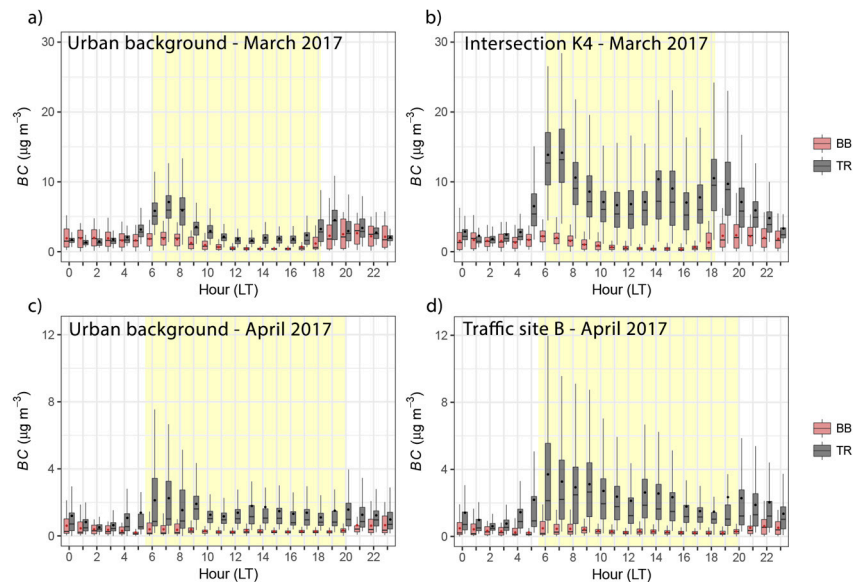 a)
Urban background - March 2017
30
20
10
0
BC (µg m⁻³)
0 2 4 6 8 10 12 14 16 18 20 22
Hour (LT)
b)
Intersection K4 - March 2017
30
20
10
0
BC (µg m⁻³)
0 2 4 6 8 10 12 14 16 18 20 22
Hour (LT)
BB
TR
c)
Urban background - April 2017
12
8
4
0
BC (µg m⁻³)
0 2 4 6 8 10 12 14 16 18 20 22
Hour (LT)
d)
Traffic site B - April 2017
12
8
4
0
BC (µg m⁻³)
0 2 4 6 8 10 12 14 16 18 20 22
Hour (LT)
BB
TR